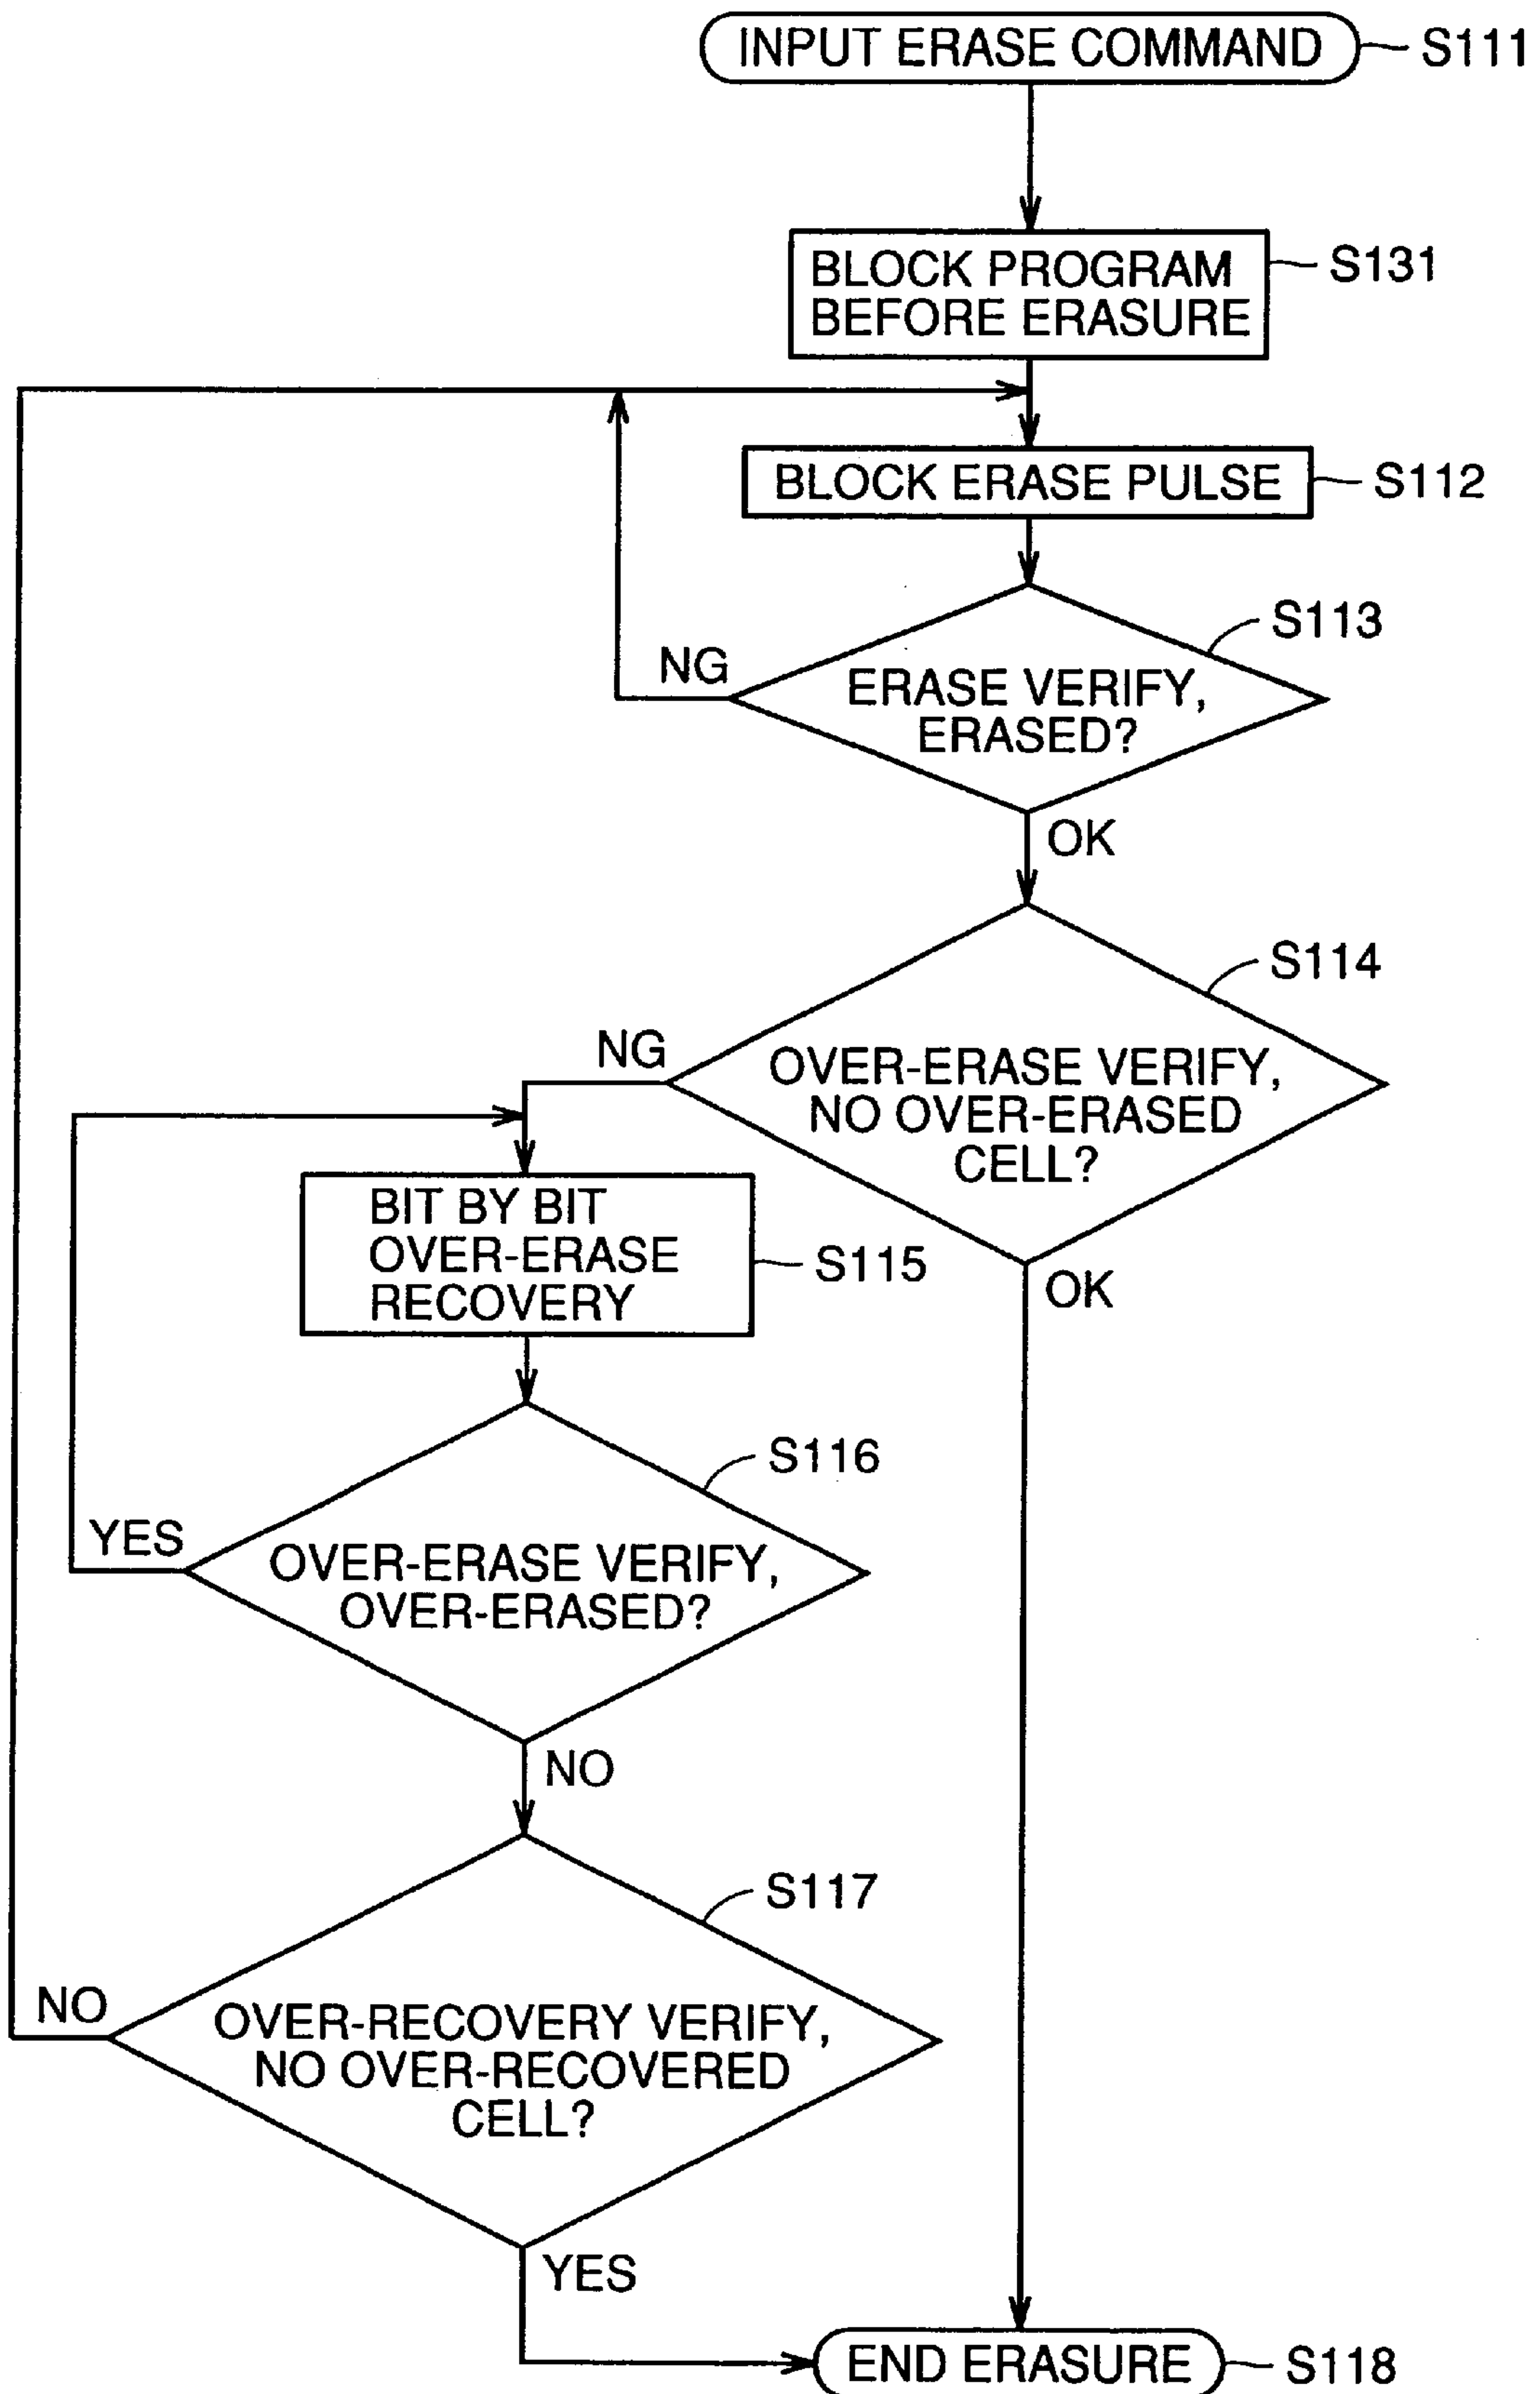 INPUT ERASE COMMAND
S111
BLOCK PROGRAM
BEFORE ERASURE
S131
BLOCK ERASE PULSE
S112
S113
NG
ERASE VERIFY,
ERASED?
OK
S114
NG
OVER-ERASE VERIFY,
NO OVER-ERASED
CELL?
OK
BIT BY BIT
OVER-ERASE
RECOVERY
S115
S116
YES
OVER-ERASE VERIFY,
OVER-ERASED?
NO
S117
NO
OVER-RECOVERY VERIFY,
NO OVER-RECOVERED
CELL?
YES
END ERASURE
S118